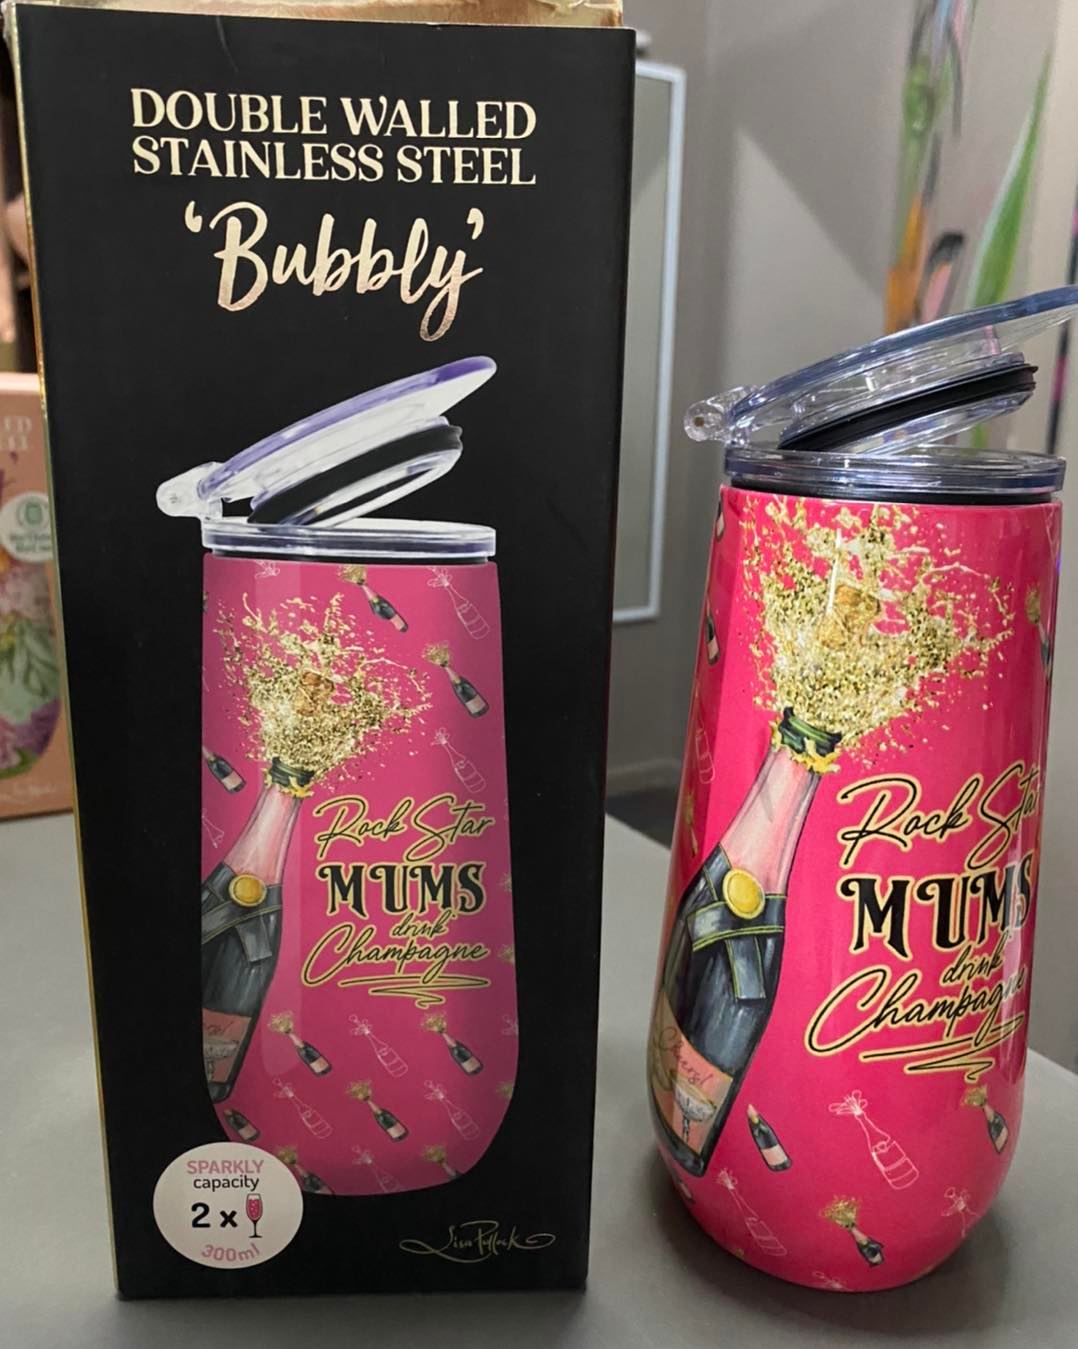 DOUBLE WALLED
STAINLESS STEEL
'Bubbly'
Rock Star
MUMS
drink
Champagne
SPARKLY
capacity
2 x
300ml
Lisa Pollock
Rock Star
MUMS
drink
Champagne
Cheers!